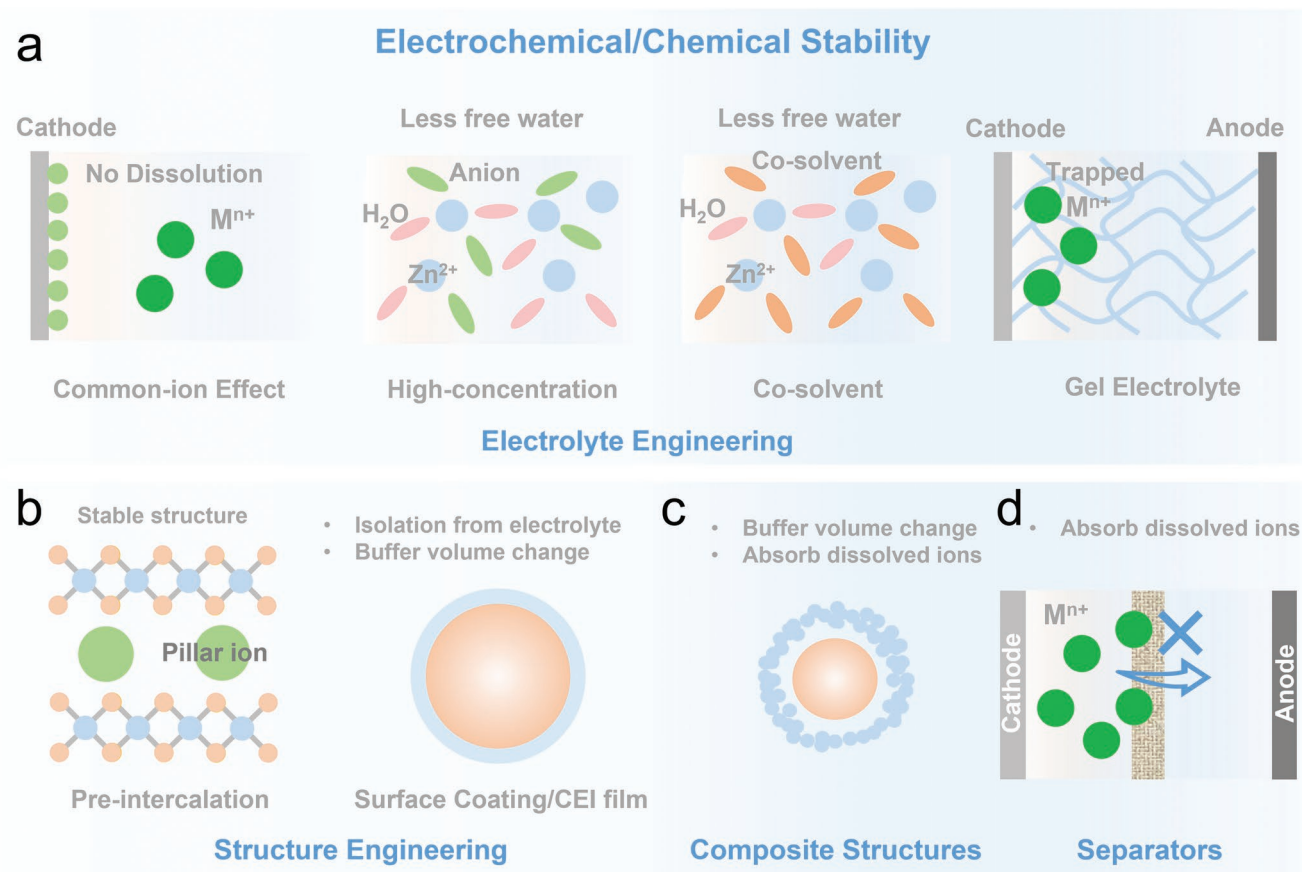 a
Electrochemical/Chemical Stability
Cathode
No Dissolution
Mⁿ⁺
Common-ion Effect
Less free water
Anion
H₂O
Zn²⁺
High-concentration
Less free water
Co-solvent
H₂O
Zn²⁺
Co-solvent
Cathode
Anode
Trapped
Mⁿ⁺
Gel Electrolyte
Electrolyte Engineering
b
Stable structure
Pillar ion
Pre-intercalation
• Isolation from electrolyte
• Buffer volume change
Surface Coating/CEI film
Structure Engineering
c
• Buffer volume change
• Absorb dissolved ions
Composite Structures
d
• Absorb dissolved ions
Mⁿ⁺
Cathode
Anode
Separators